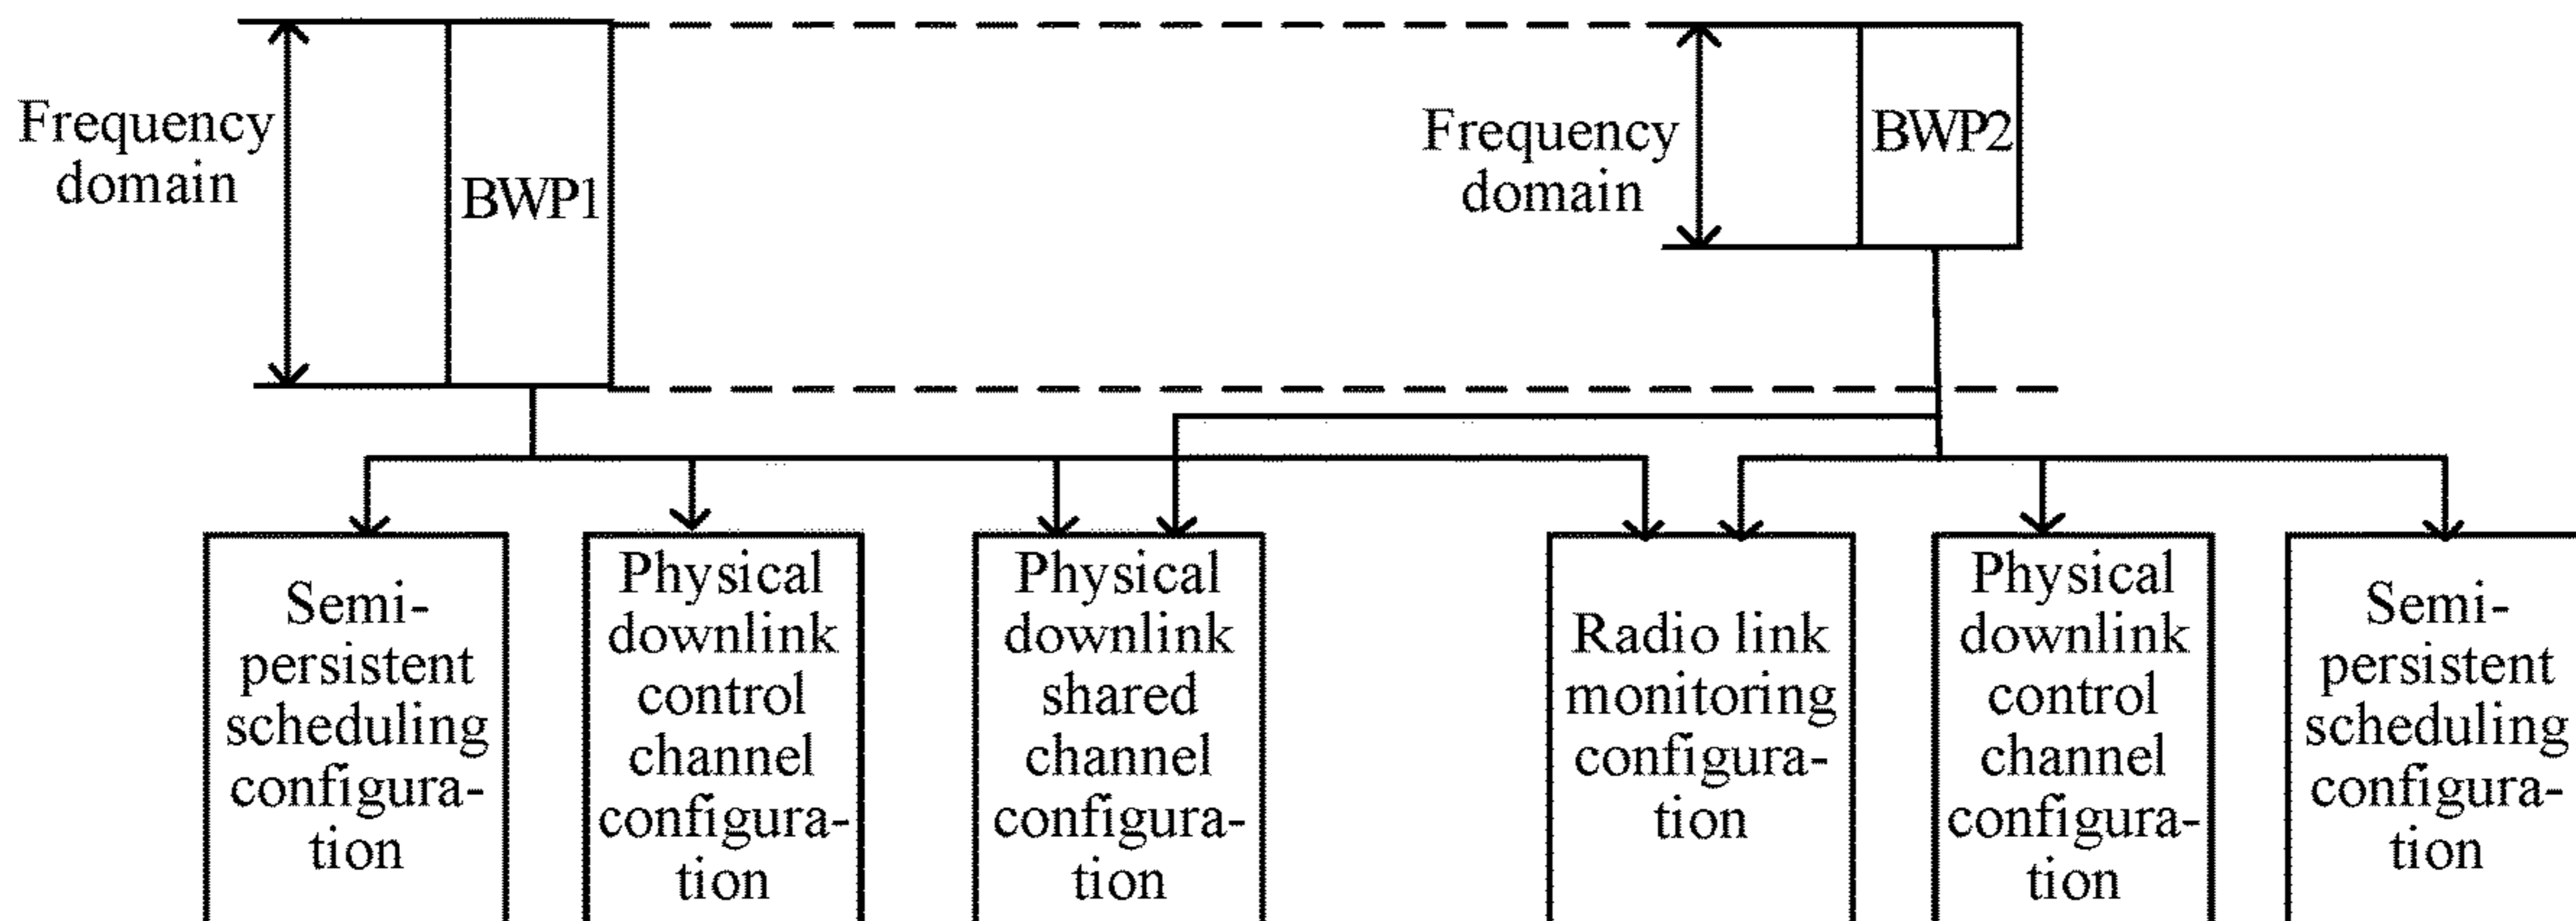 Frequency
domain
BWP1
Frequency
domain
BWP2
Semi-
persistent
scheduling
configura-
tion
Physical
downlink
control
channel
configura-
tion
Physical
downlink
shared
channel
configura-
tion
Radio link
monitoring
configura-
tion
Physical
downlink
control
channel
configura-
tion
Semi-
persistent
scheduling
configura-
tion